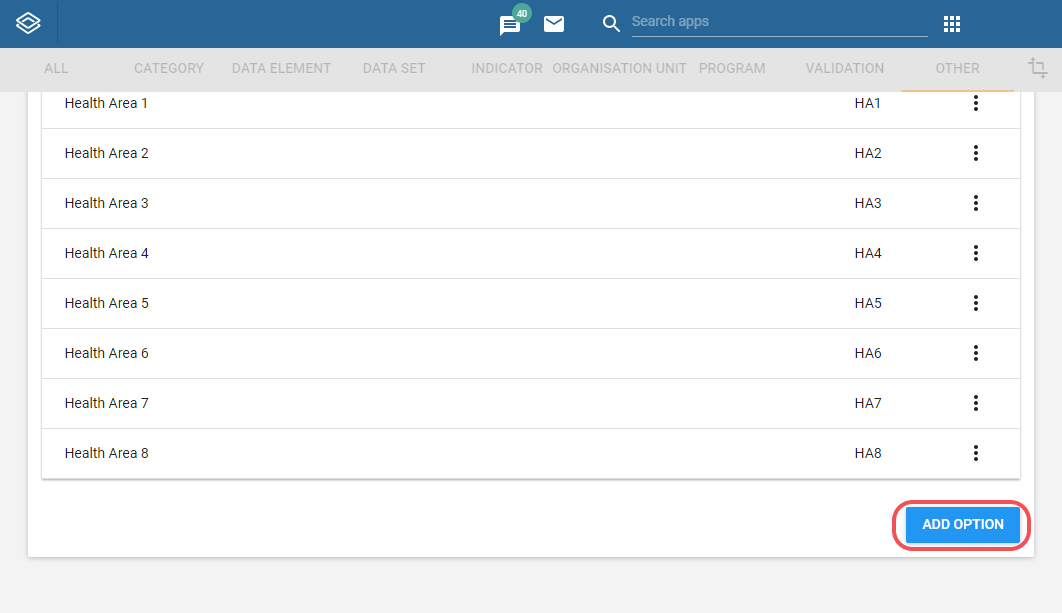 40
Search apps
ALL CATEGORY DATA ELEMENT DATA SET INDICATOR ORGANISATION UNIT PROGRAM VALIDATION OTHER
Health Area 1 HA1
Health Area 2 HA2
Health Area 3 HA3
Health Area 4 HA4
Health Area 5 HA5
Health Area 6 HA6
Health Area 7 HA7
Health Area 8 HA8
ADD OPTION